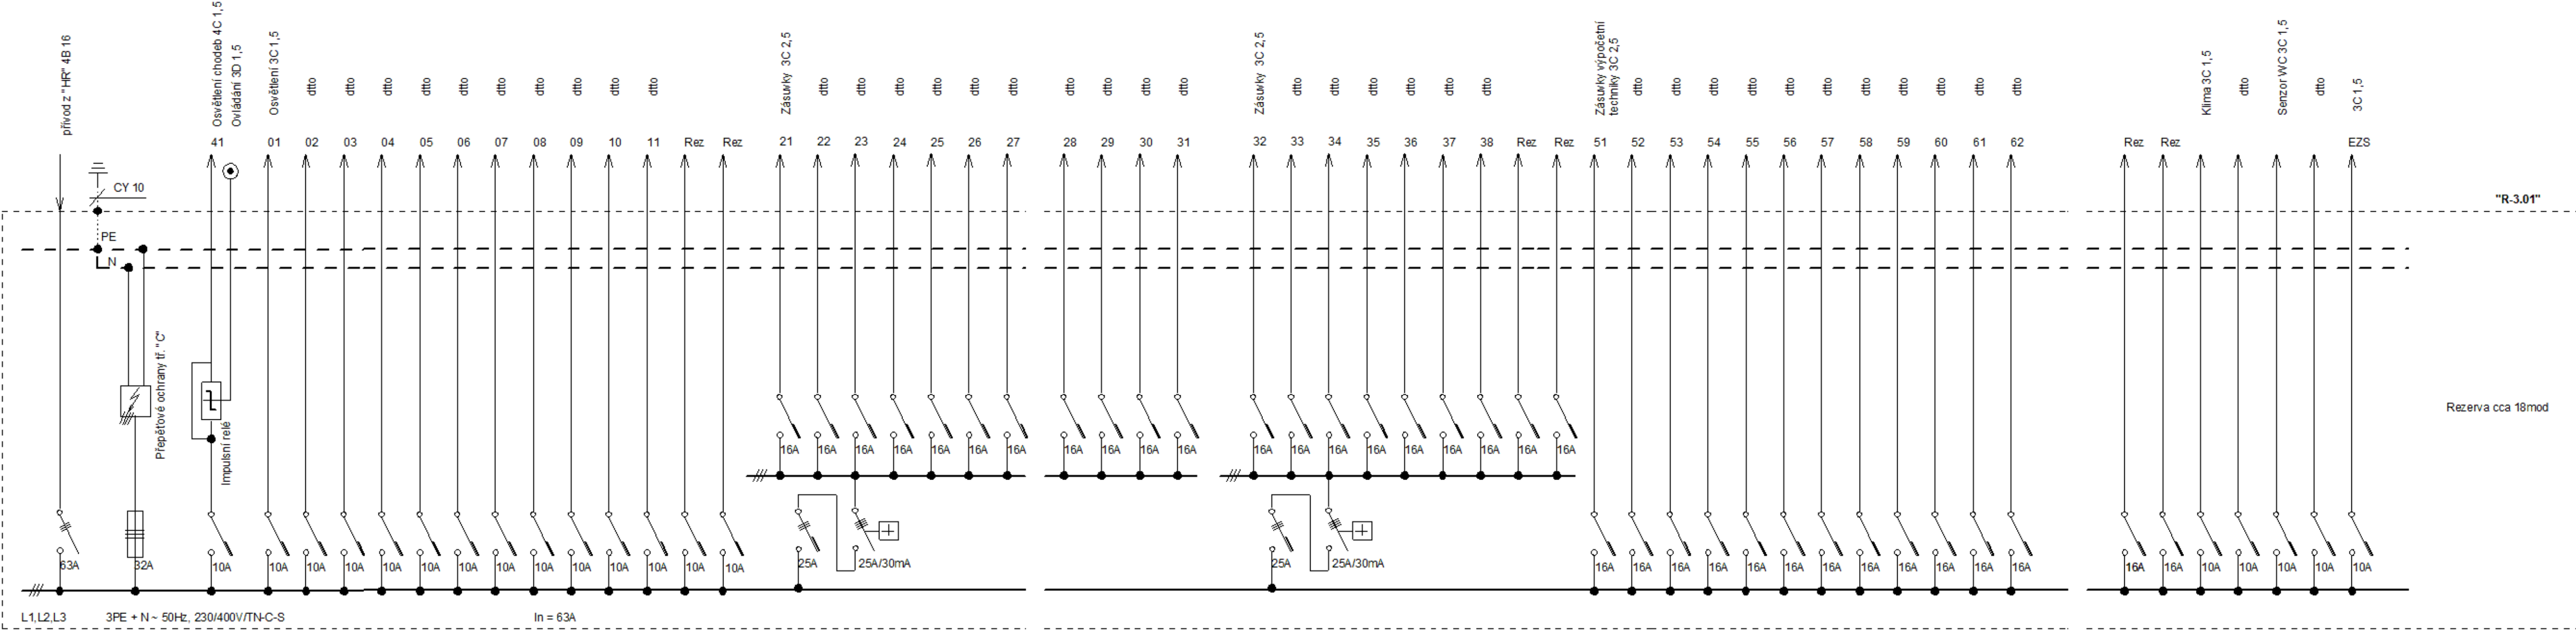 přívod z "HR" 4B 16
Osvětlení chodeb 4C 1,5
Ovládání 3D 1,5
Osvětlení 3C 1,5
dtto
dtto
dtto
dtto
dtto
dtto
dtto
dtto
dtto
dtto
Zásuvky 3C 2,5
dtto
dtto
dtto
dtto
dtto
dtto
dtto
dtto
dtto
dtto
Zásuvky 3C 2,5
dtto
dtto
dtto
dtto
dtto
dtto
Zásuvky výpočetní
techniky 3C 2,5
dtto
dtto
dtto
dtto
dtto
dtto
dtto
dtto
dtto
dtto
dtto
Klima 3C 1,5
dtto
Senzor WC 3C 1,5
dtto
3C 1,5
41 01 02 03 04 05 06 07 08 09 10 11 Rez Rez 21 22 23 24 25 26 27 28 29 30 31 32 33 34 35 36 37 38 Rez Rez 51 52 53 54 55 56 57 58 59 60 61 62 Rez Rez EZS
CY 10
"R-3.01"
PE
N
Přepěťové ochrany tř. "C"
Impulsní relé
Rezerva cca 18mod
16A 16A 16A 16A 16A 16A 16A 16A 16A 16A 16A 16A 16A 16A 16A 16A 16A 16A 16A 16A
63A 32A 10A 10A 10A 10A 10A 10A 10A 10A 10A 10A 10A 10A 10A 10A 25A 25A/30mA 25A 25A/30mA 16A 16A 16A 16A 16A 16A 16A 16A 16A 16A 16A 16A 16A 16A 10A 10A 10A 10A 10A
L1,L2,L3 3PE + N ~ 50Hz, 230/400V/TN-C-S In = 63A